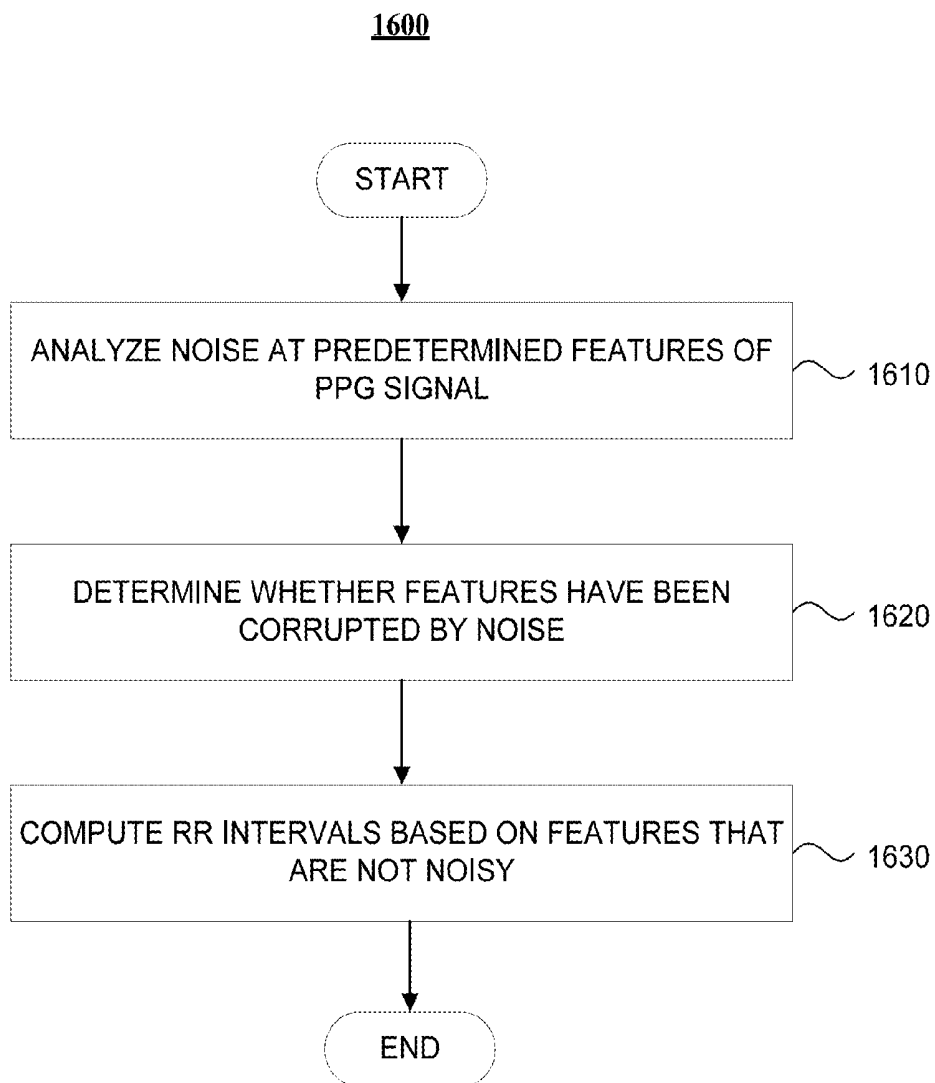 1600
START
ANALYZE NOISE AT PREDETERMINED FEATURES OF
PPG SIGNAL
1610
DETERMINE WHETHER FEATURES HAVE BEEN
CORRUPTED BY NOISE
1620
COMPUTE RR INTERVALS BASED ON FEATURES THAT
ARE NOT NOISY
1630
END